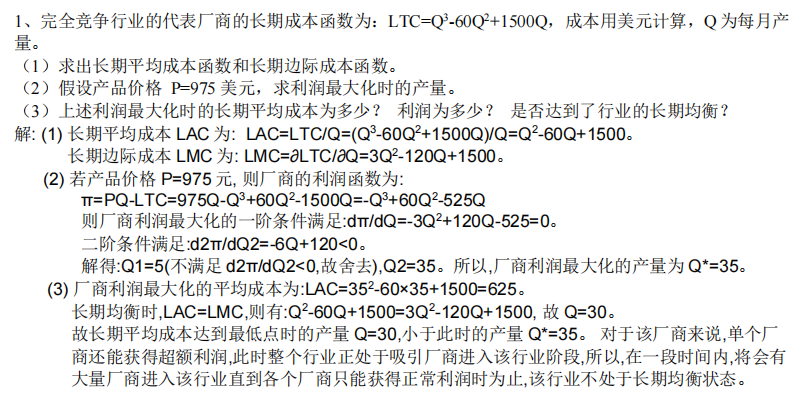 1、完全竞争行业的代表厂商的长期成本函数为：LTC=Q³-60Q²+1500Q，成本用美元计算，Q 为每月产
量。
（1）求出长期平均成本函数和长期边际成本函数。
（2）假设产品价格 P=975 美元，求利润最大化时的产量。
（3）上述利润最大化时的长期平均成本为多少？ 利润为多少？ 是否达到了行业的长期均衡？
解: (1) 长期平均成本 LAC 为: LAC=LTC/Q=(Q³-60Q²+1500Q)/Q=Q²-60Q+1500。
长期边际成本 LMC 为: LMC=∂LTC/∂Q=3Q²-120Q+1500。
(2) 若产品价格 P=975 元, 则厂商的利润函数为:
π=PQ-LTC=975Q-Q³+60Q²-1500Q=-Q³+60Q²-525Q
则厂商利润最大化的一阶条件满足:dπ/dQ=-3Q²+120Q-525=0。
二阶条件满足:d2π/dQ2=-6Q+120<0。
解得:Q1=5(不满足 d2π/dQ2<0,故舍去),Q2=35。所以,厂商利润最大化的产量为 Q*=35。
(3) 厂商利润最大化的平均成本为:LAC=35²-60×35+1500=625。
长期均衡时,LAC=LMC,则有:Q²-60Q+1500=3Q²-120Q+1500, 故 Q=30。
故长期平均成本达到最低点时的产量 Q=30,小于此时的产量 Q*=35。 对于该厂商来说,单个厂
商还能获得超额利润,此时整个行业正处于吸引厂商进入该行业阶段,所以,在一段时间内,将会有
大量厂商进入该行业直到各个厂商只能获得正常利润时为止,该行业不处于长期均衡状态。